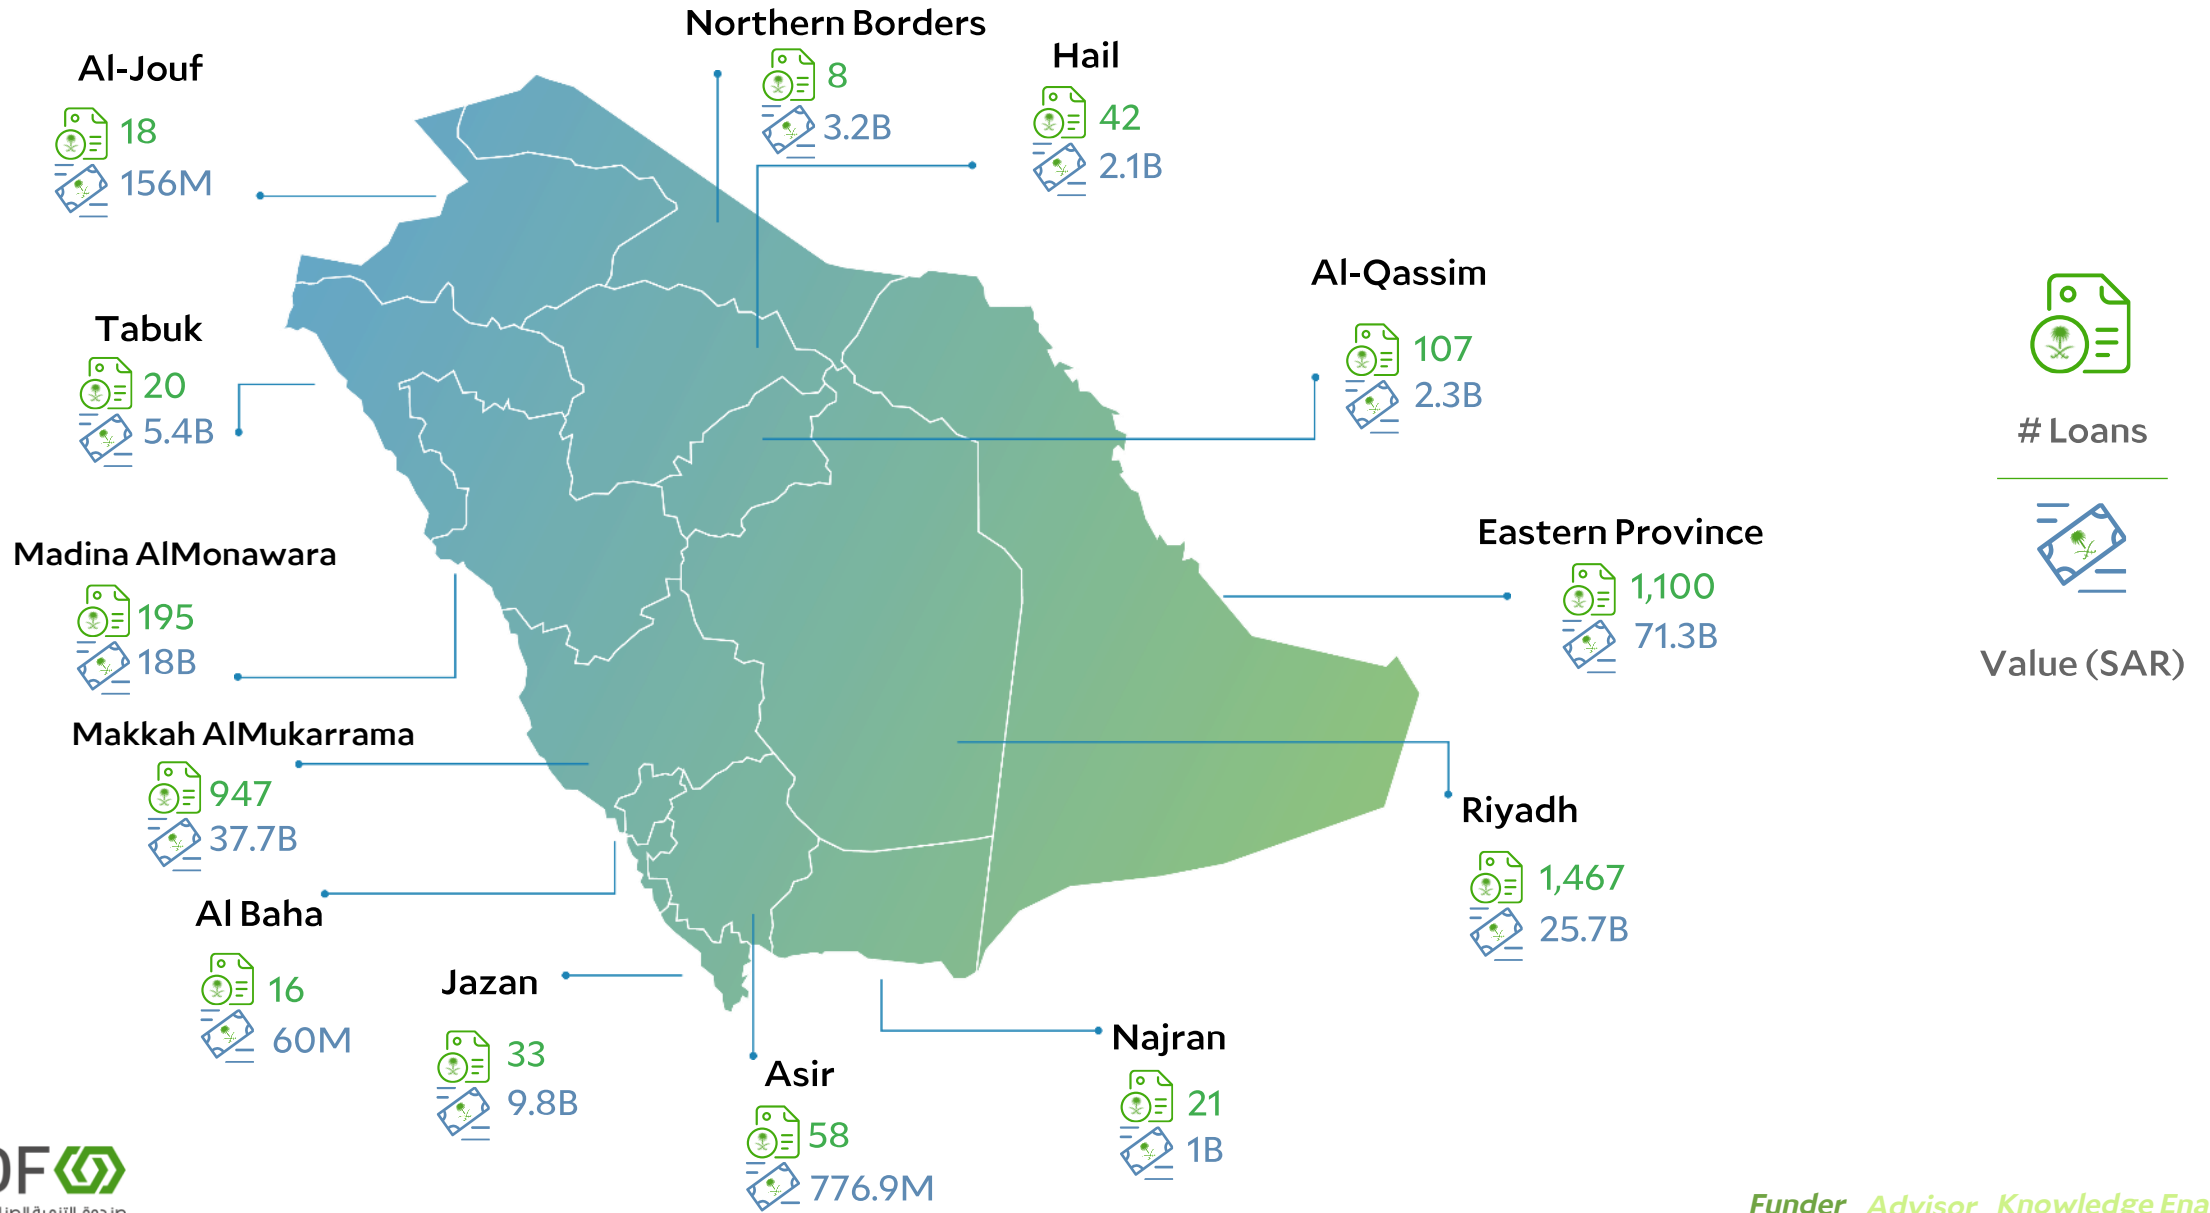 Northern Borders
8
3.2B
Hail
42
2.1B
Al-Jouf
18
156M
Al-Qassim
107
2.3B
Tabuk
20
5.4B
# Loans
Value (SAR)
Eastern Province
1,100
71.3B
Madina AlMonawara
195
18B
Makkah AlMukarrama
947
37.7B
Riyadh
1,467
25.7B
Al Baha
16
60M
Jazan
33
9.8B
Asir
58
776.9M
Najran
21
1B
Funder Advisor Knowledge